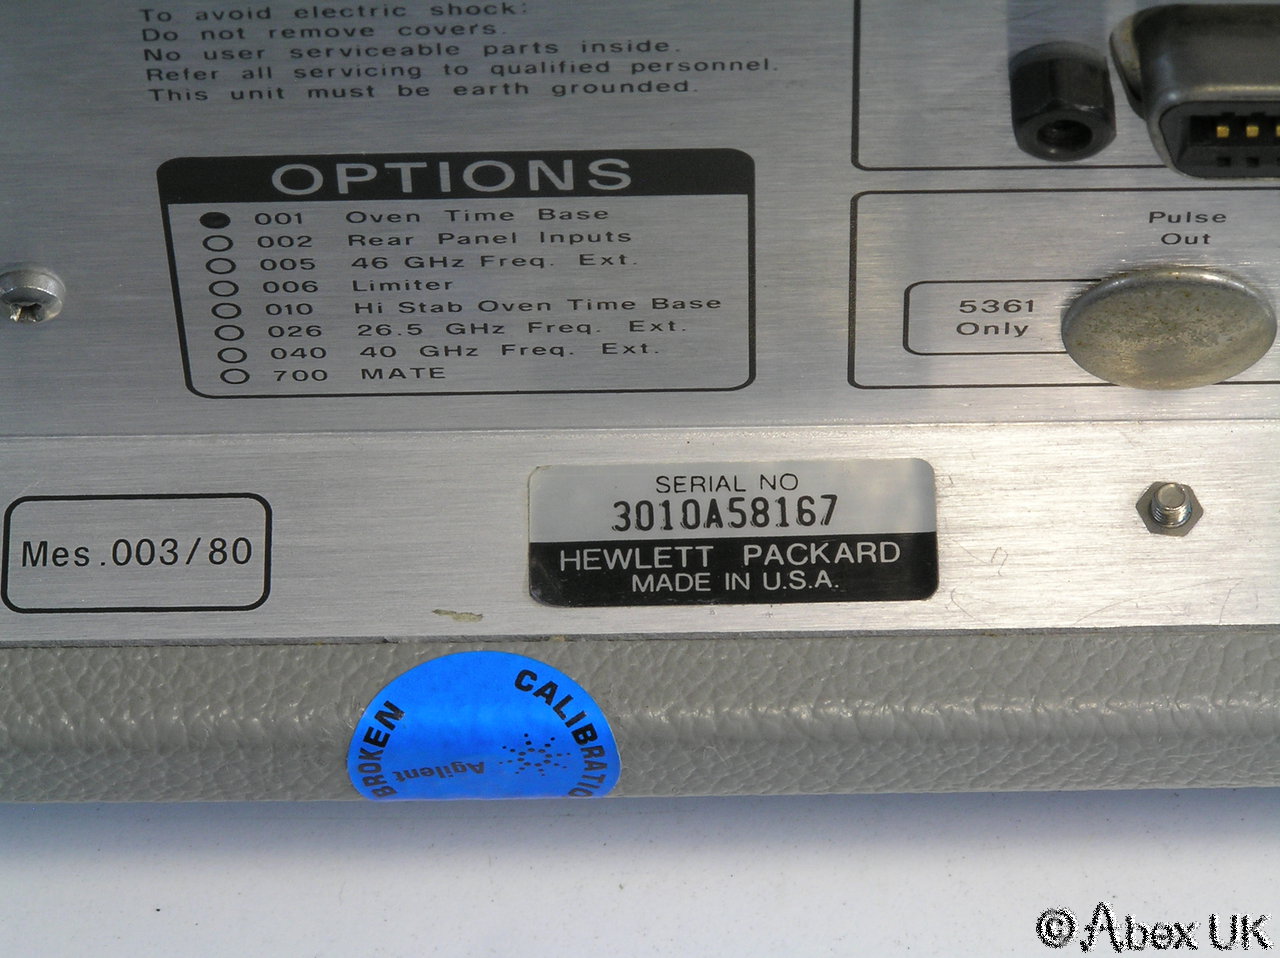 To avoid electric shock:
Do not remove covers.
No user serviceable parts inside.
Refer all servicing to qualified personnel.
This unit must be earth grounded.
OPTIONS
001 Oven Time Base
002 Rear Panel Inputs
005 46 GHz Freq. Ext.
006 Limiter
010 Hi Stab Oven Time Base
026 26.5 GHz Freq. Ext.
040 40 GHz Freq. Ext.
700 MATE
Pulse
Out
5361
Only
Mes.003/80
SERIAL NO
3010A58167
HEWLETT PACKARD
MADE IN U.S.A.
BROKEN
CALIBRATIO
Agilent
© Abex UK